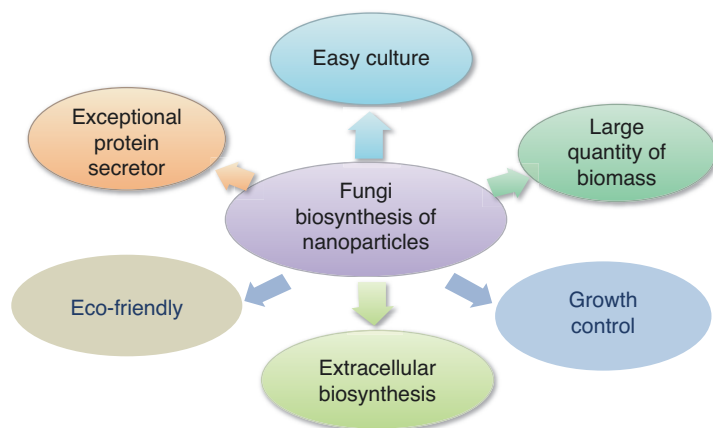 Easy culture
Exceptional
protein
secretor
Large
quantity of
biomass
Fungi
biosynthesis of
nanoparticles
Eco-friendly
Growth
control
Extracellular
biosynthesis